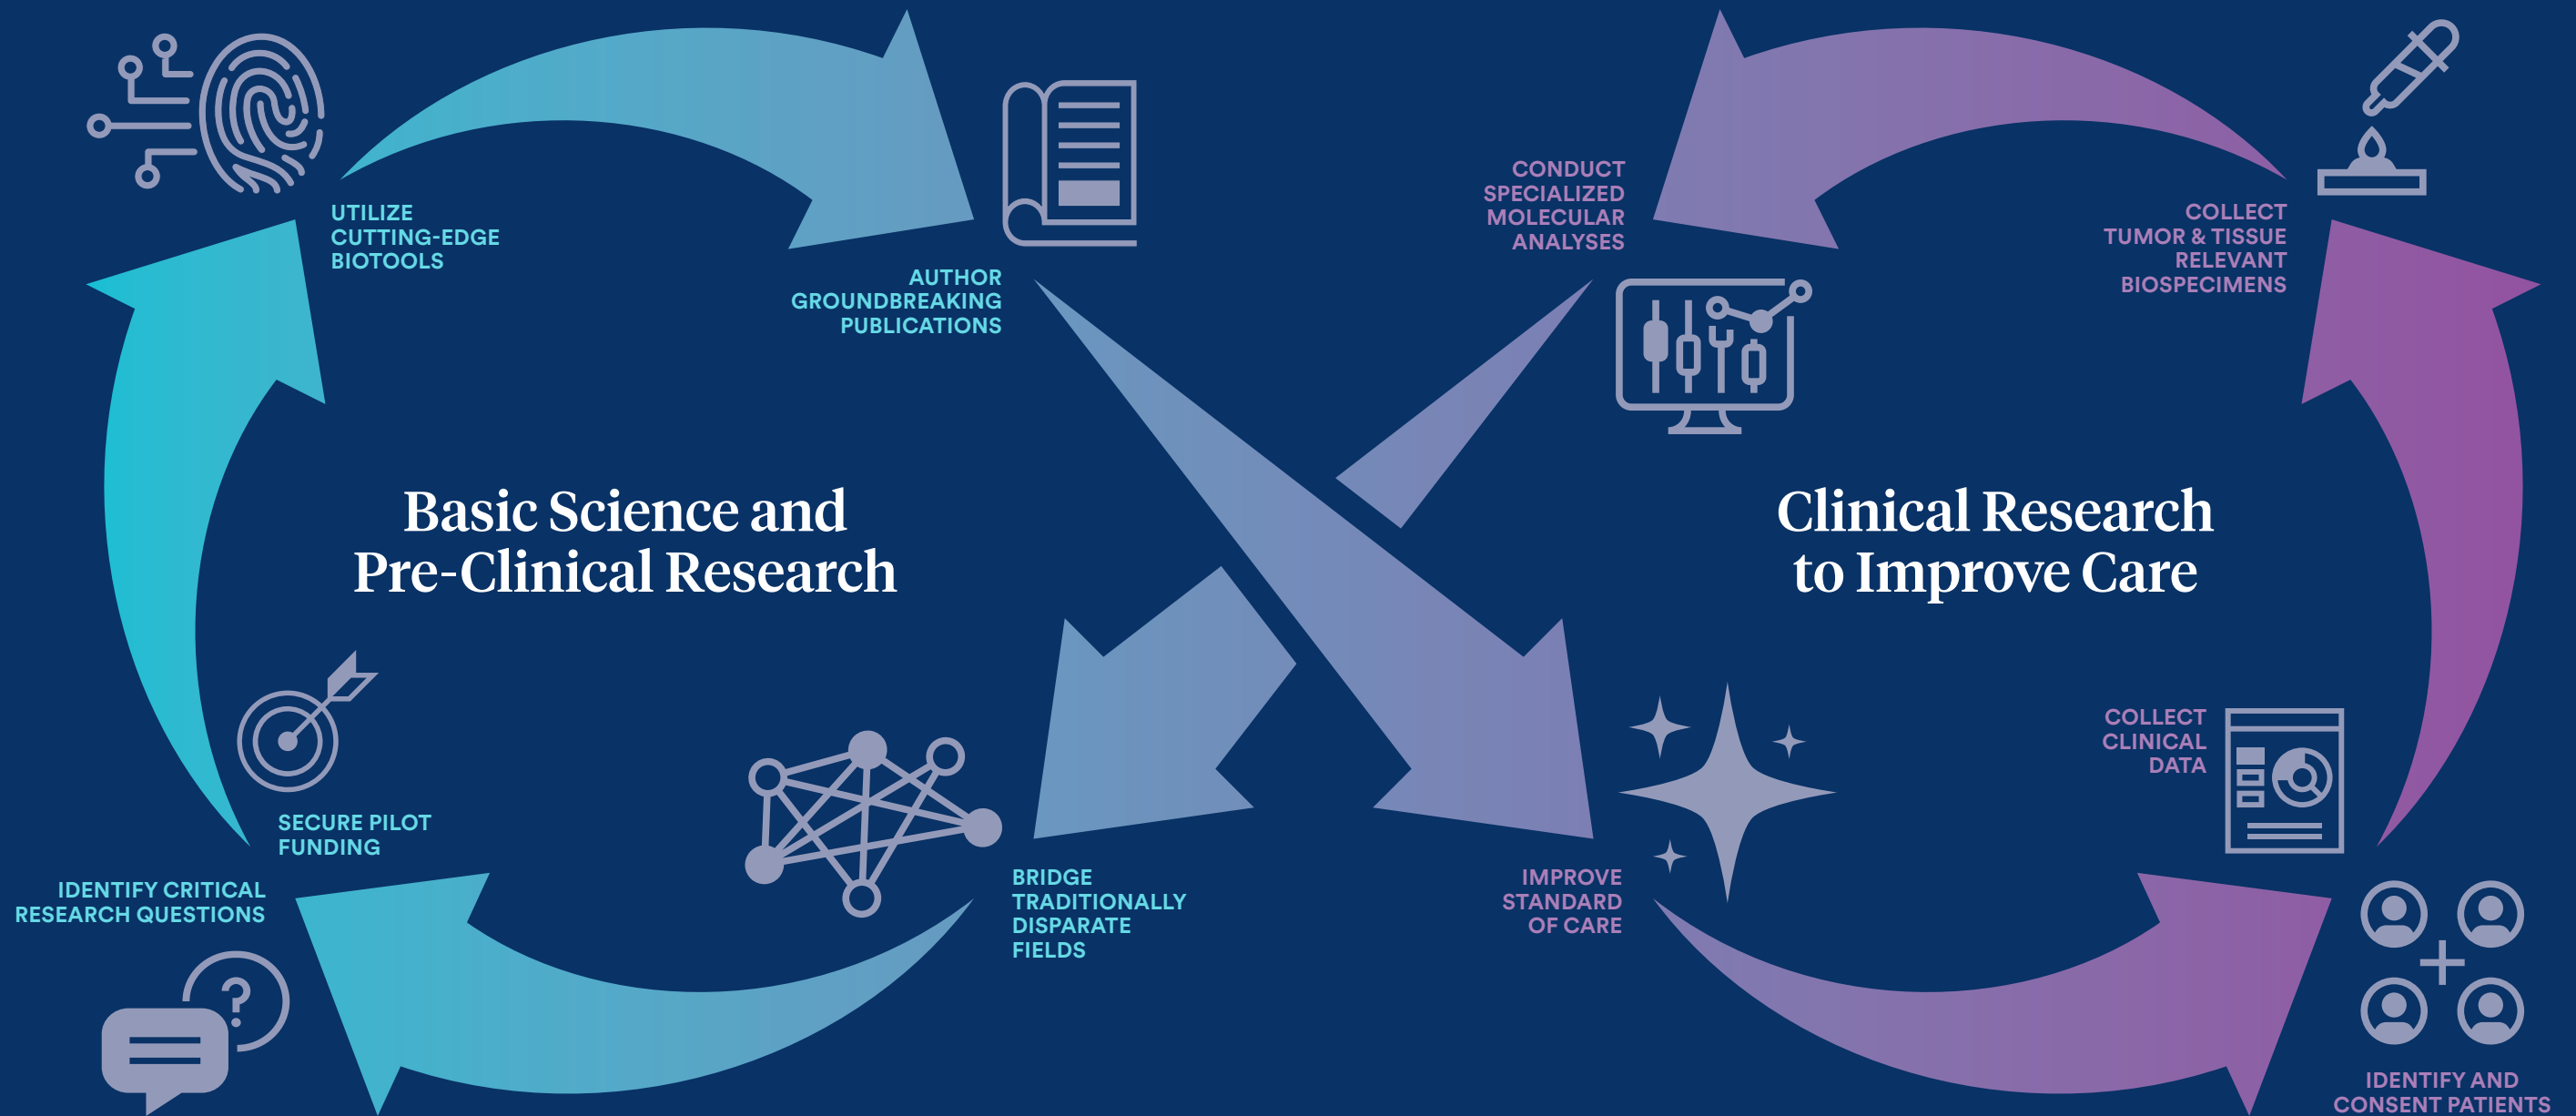 UTILIZE
CUTTING-EDGE
BIOTOOLS
AUTHOR
GROUNDBREAKING
PUBLICATIONS
Basic Science and
Pre-Clinical Research
SECURE PILOT
FUNDING
IDENTIFY CRITICAL
RESEARCH QUESTIONS
?
BRIDGE
TRADITIONALLY
DISPARATE
FIELDS
CONDUCT
SPECIALIZED
MOLECULAR
ANALYSES
COLLECT
TUMOR & TISSUE
RELEVANT
BIOSPECIMENS
Clinical Research
to Improve Care
COLLECT
CLINICAL
DATA
IMPROVE
STANDARD
OF CARE
IDENTIFY AND
CONSENT PATIENTS